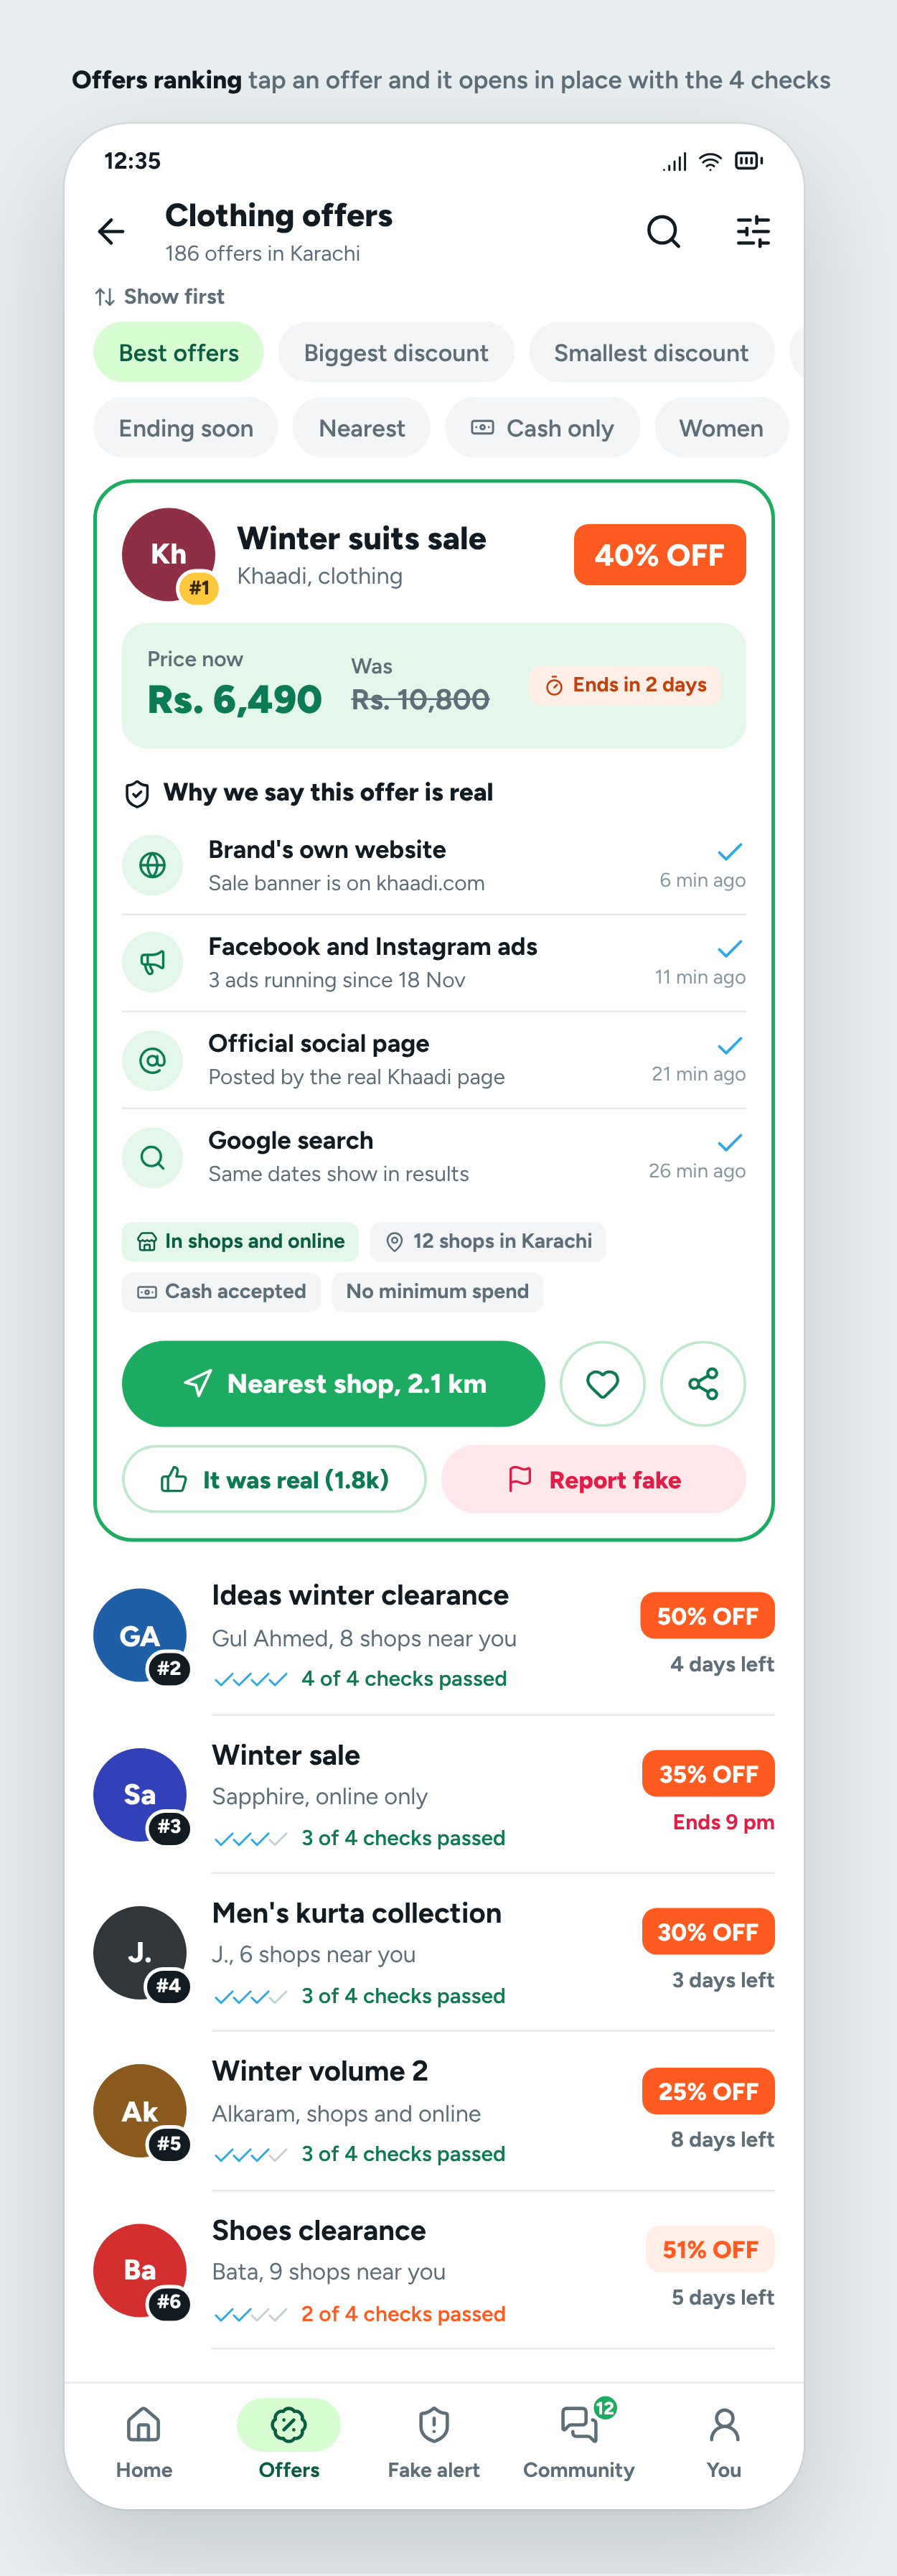 Offers ranking tap an offer and it opens in place with the 4 checks
12:35
Clothing offers
186 offers in Karachi
Show first
Best offers
Biggest discount
Smallest discount
Ending soon
Nearest
Cash only
Women
Kh
#1
Winter suits sale
Khaadi, clothing
40% OFF
Price now
Rs. 6,490
Was
Rs. 10,800
Ends in 2 days
Why we say this offer is real
Brand's own website
Sale banner is on khaadi.com
6 min ago
Facebook and Instagram ads
3 ads running since 18 Nov
11 min ago
Official social page
Posted by the real Khaadi page
21 min ago
Google search
Same dates show in results
26 min ago
In shops and online
12 shops in Karachi
Cash accepted
No minimum spend
Nearest shop, 2.1 km
It was real (1.8k)
Report fake
GA
#2
Ideas winter clearance
Gul Ahmed, 8 shops near you
4 of 4 checks passed
50% OFF
4 days left
Sa
#3
Winter sale
Sapphire, online only
3 of 4 checks passed
35% OFF
Ends 9 pm
J.
#4
Men's kurta collection
J., 6 shops near you
3 of 4 checks passed
30% OFF
3 days left
Ak
#5
Winter volume 2
Alkaram, shops and online
3 of 4 checks passed
25% OFF
8 days left
Ba
#6
Shoes clearance
Bata, 9 shops near you
2 of 4 checks passed
51% OFF
5 days left
Home
Offers
Fake alert
12
Community
You